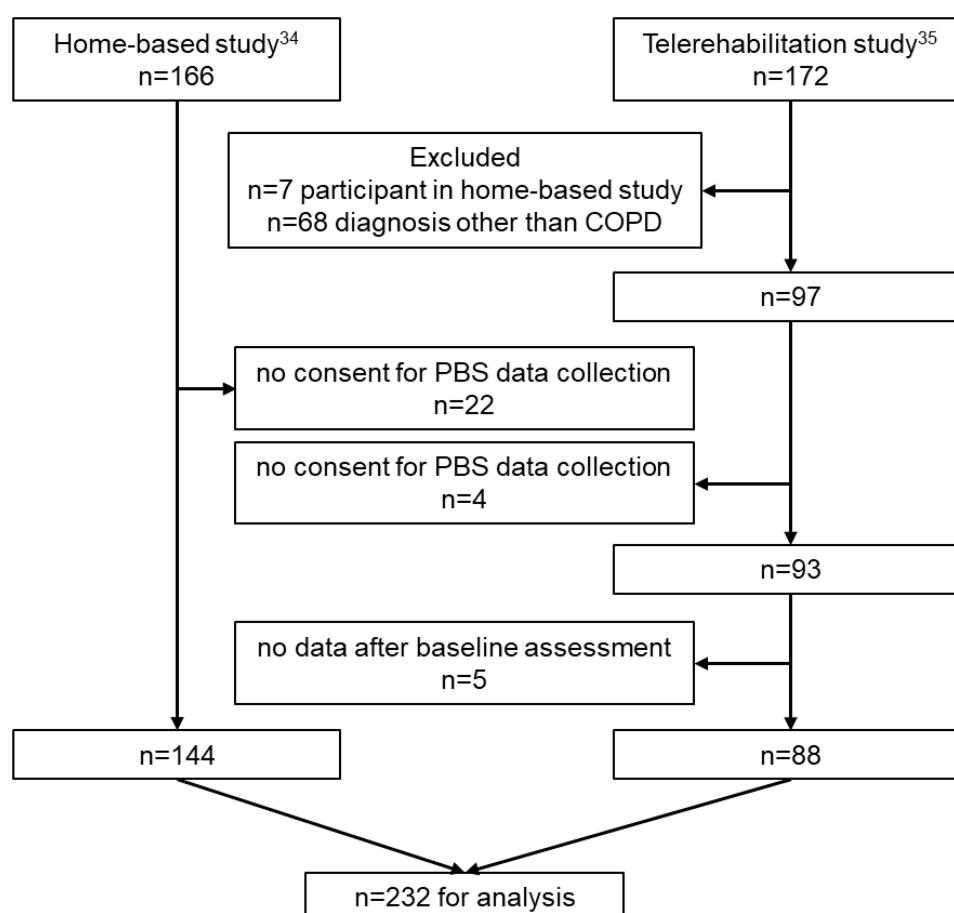 Home-based study34
n=166
Telerehabilitation study35
n=172
Excluded
n=7 participant in home-based study
n=68 diagnosis other than COPD
n=97
no consent for PBS data collection
n=22
no consent for PBS data collection
n=4
n=93
no data after baseline assessment
n=5
n=144
n=88
n=232 for analysis